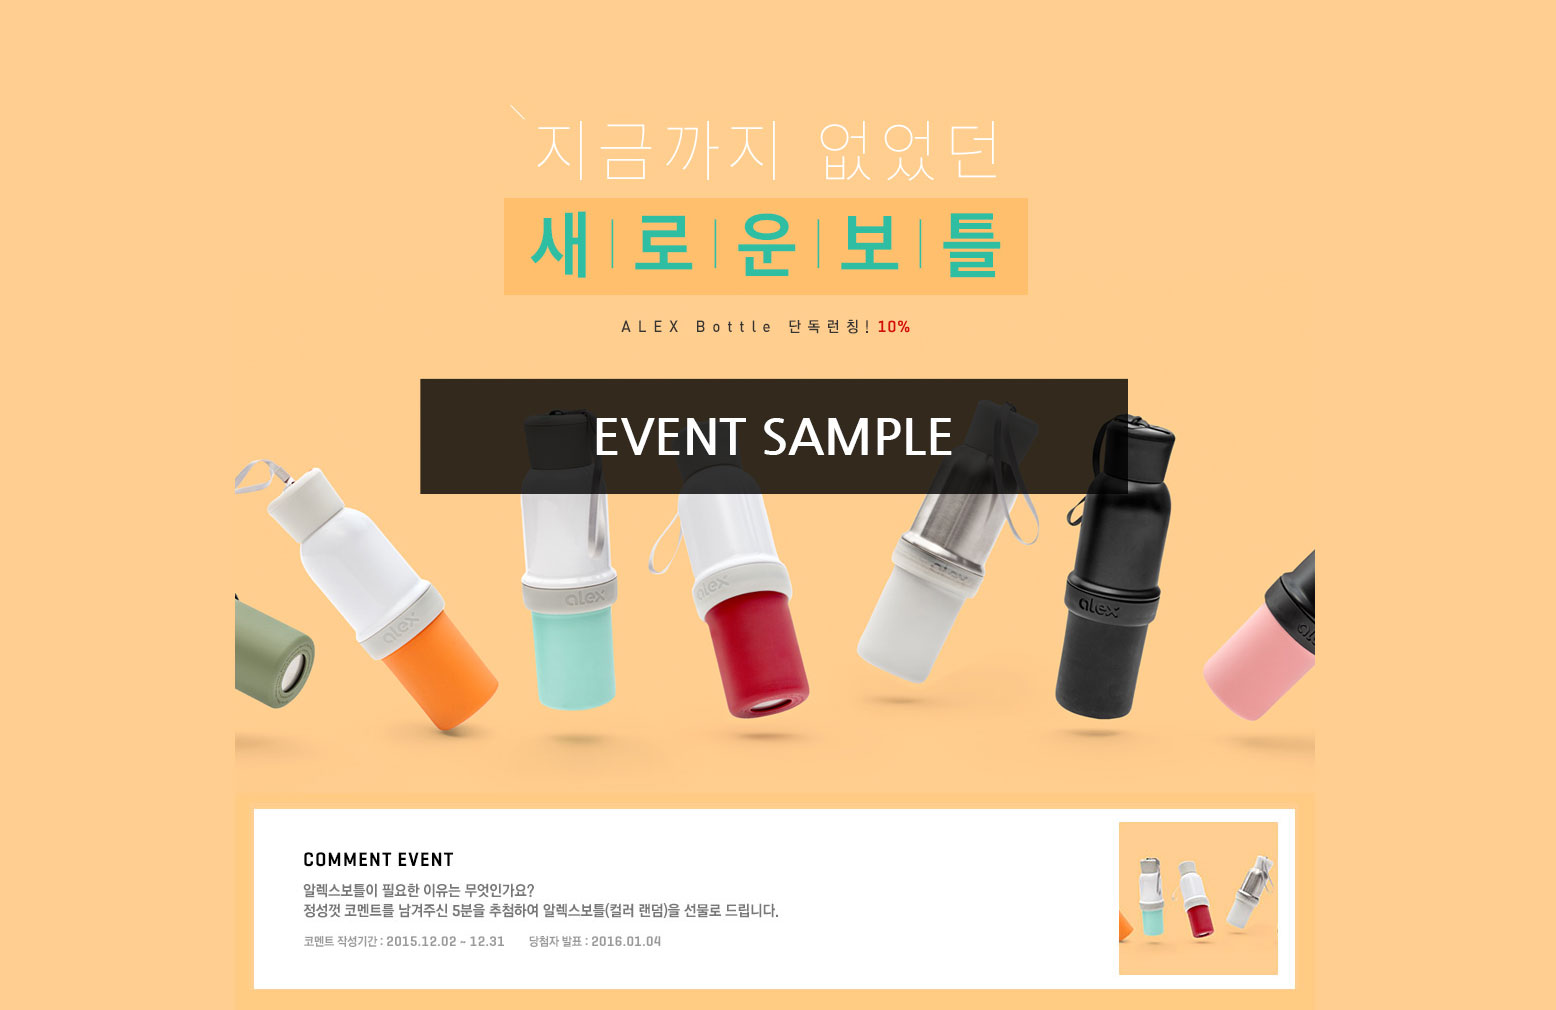 지금까지 없었던
새로운보틀
ALEX Bottle 단독런칭! 10%
EVENT SAMPLE
alex
alex
alex
alex
alex
COMMENT EVENT
알렉스보틀이 필요한 이유는 무엇인가요?
정성껏 코멘트를 남겨주신 5분을 추첨하여 알렉스보틀(컬러 랜덤)을 선물로 드립니다.
코멘트 작성기간 : 2015.12.02 ~ 12.31 당첨자 발표 : 2016.01.04